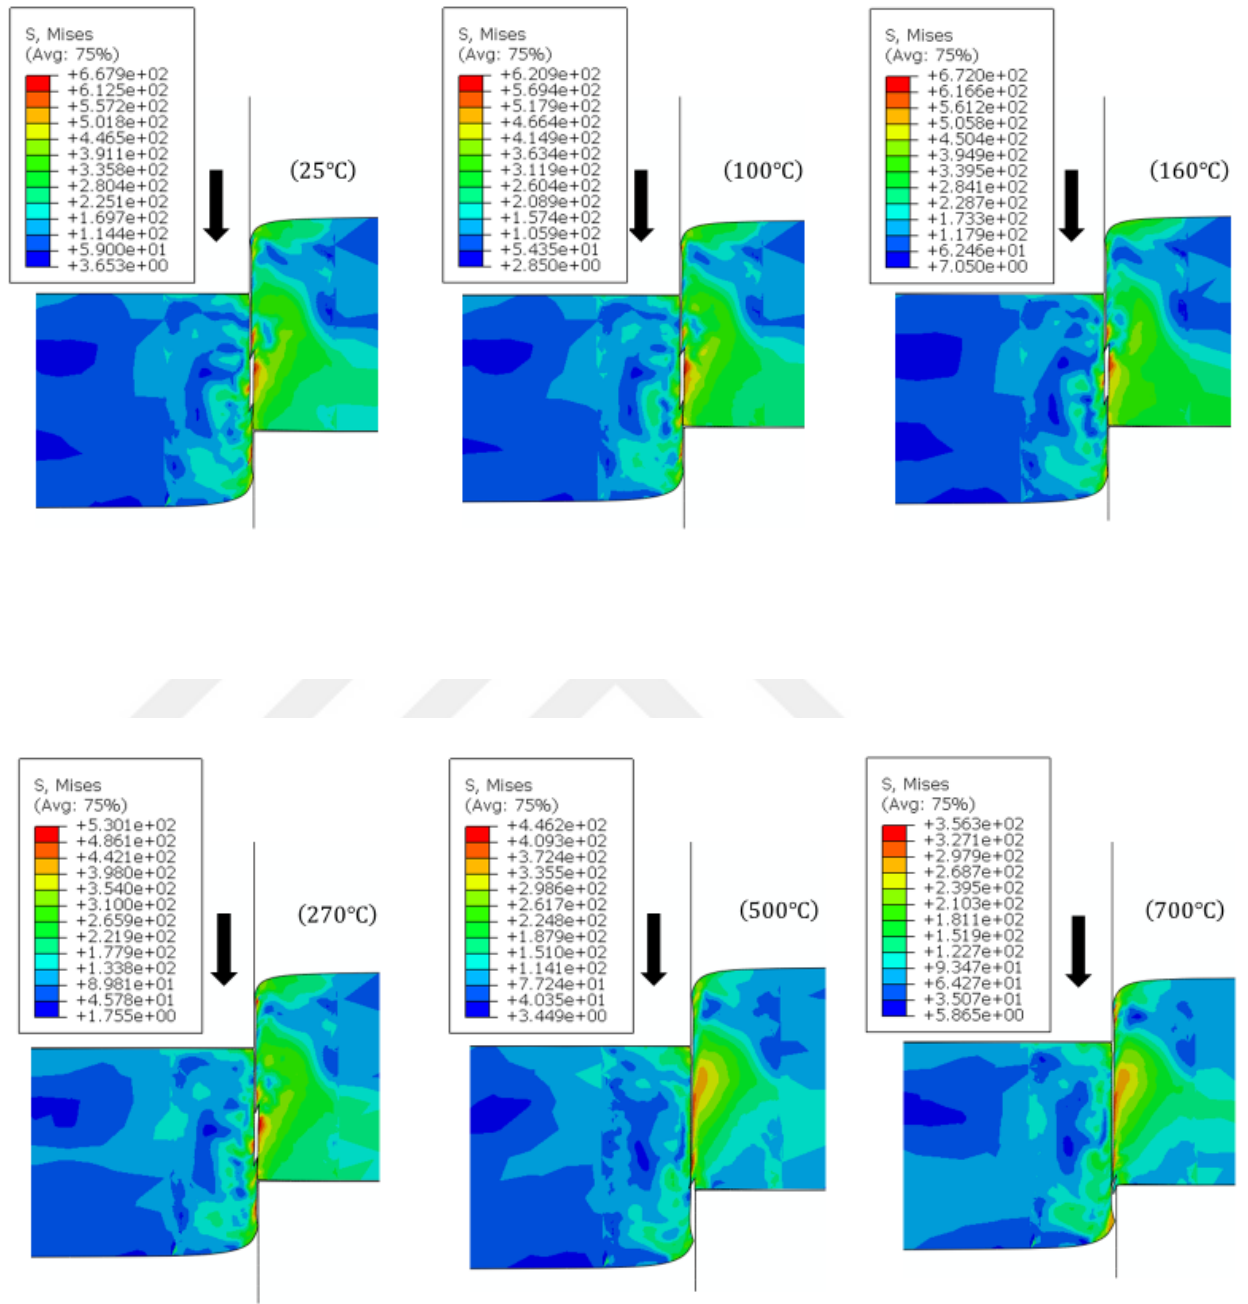 S, Mises
(Avg: 75%)
+6.679e+02
+6.125e+02
+5.572e+02
+5.018e+02
+4.465e+02
+3.911e+02
+3.358e+02
+2.804e+02
+2.251e+02
+1.697e+02
+1.144e+02
+5.900e+01
+3.653e+00
(25°C)
S, Mises
(Avg: 75%)
+6.209e+02
+5.694e+02
+5.179e+02
+4.664e+02
+4.149e+02
+3.634e+02
+3.119e+02
+2.604e+02
+2.089e+02
+1.574e+02
+1.059e+02
+5.435e+01
+2.850e+00
(100°C)
S, Mises
(Avg: 75%)
+6.720e+02
+6.166e+02
+5.612e+02
+5.058e+02
+4.504e+02
+3.949e+02
+3.395e+02
+2.841e+02
+2.287e+02
+1.733e+02
+1.179e+02
+6.246e+01
+7.050e+00
(160°C)
S, Mises
(Avg: 75%)
+5.301e+02
+4.861e+02
+4.421e+02
+3.980e+02
+3.540e+02
+3.100e+02
+2.659e+02
+2.219e+02
+1.779e+02
+1.338e+02
+8.981e+01
+4.578e+01
+1.755e+00
(270°C)
S, Mises
(Avg: 75%)
+4.462e+02
+4.093e+02
+3.724e+02
+3.355e+02
+2.986e+02
+2.617e+02
+2.248e+02
+1.879e+02
+1.510e+02
+1.141e+02
+7.724e+01
+4.035e+01
+3.449e+00
(500°C)
S, Mises
(Avg: 75%)
+3.563e+02
+3.271e+02
+2.979e+02
+2.687e+02
+2.395e+02
+2.103e+02
+1.811e+02
+1.519e+02
+1.227e+02
+9.347e+01
+6.427e+01
+3.507e+01
+5.865e+00
(700°C)